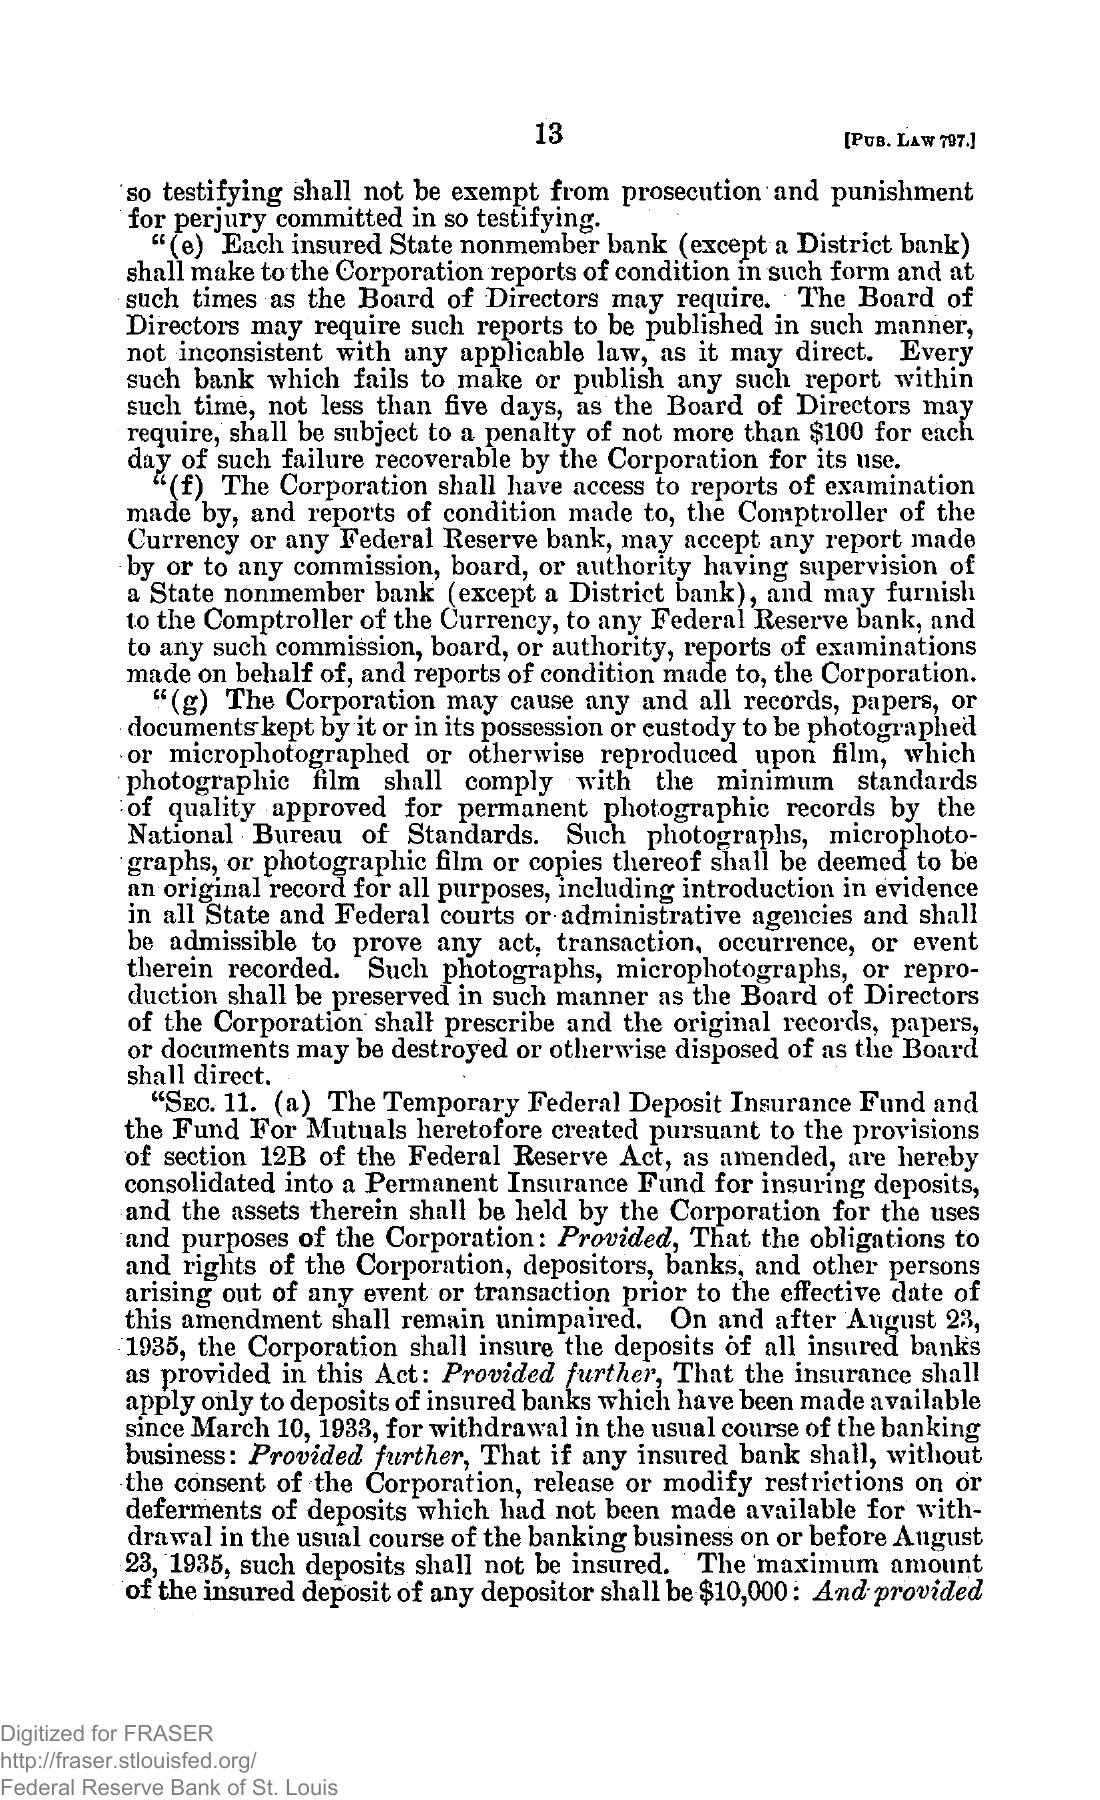 13
[PUB. LAW 797.]
so testifying shall not be exempt from prosecution and punishment
for perjury committed in so testifying.
"(e) Each insured State nonmember bank (except a District bank)
shall make to the Corporation reports of condition in such form and at
such times as the Board of Directors may require. The Board of
Directors may require such reports to be published in such manner,
not inconsistent with any applicable law, as it may direct. Every
such bank which fails to make or publish any such report within
such time, not less than five days, as the Board of Directors may
require, shall be subject to a penalty of not more than $100 for each
day of such failure recoverable by the Corporation for its use.
"(f) The Corporation shall have access to reports of examination
made by, and reports of condition made to, the Comptroller of the
Currency or any Federal Reserve bank, may accept any report made
by or to any commission, board, or authority having supervision of
a State nonmember bank (except a District bank), and may furnish
to the Comptroller of the Currency, to any Federal Reserve bank, and
to any such commission, board, or authority, reports of examinations
made on behalf of, and reports of condition made to, the Corporation.
"(g) The Corporation may cause any and all records, papers, or
documents kept by it or in its possession or custody to be photographed
or microphotographed or otherwise reproduced upon film, which
photographic film shall comply with the minimum standards
of quality approved for permanent photographic records by the
National Bureau of Standards. Such photographs, microphoto-
graphs, or photographic film or copies thereof shall be deemed to be
an original record for all purposes, including introduction in evidence
in all State and Federal courts or administrative agencies and shall
be admissible to prove any act, transaction, occurrence, or event
therein recorded. Such photographs, microphotographs, or repro-
duction shall be preserved in such manner as the Board of Directors
of the Corporation shall prescribe and the original records, papers,
or documents may be destroyed or otherwise disposed of as the Board
shall direct.
"SEC. 11. (a) The Temporary Federal Deposit Insurance Fund and
the Fund For Mutuals heretofore created pursuant to the provisions
of section 12B of the Federal Reserve Act, as amended, are hereby
consolidated into a Permanent Insurance Fund for insuring deposits,
and the assets therein shall be held by the Corporation for the uses
and purposes of the Corporation: Provided, That the obligations to
and rights of the Corporation, depositors, banks, and other persons
arising out of any event or transaction prior to the effective date of
this amendment shall remain unimpaired. On and after August 23,
1935, the Corporation shall insure the deposits of all insured banks
as provided in this Act: Provided further, That the insurance shall
apply only to deposits of insured banks which have been made available
since March 10, 1933, for withdrawal in the usual course of the banking
business: Provided further, That if any insured bank shall, without
the consent of the Corporation, release or modify restrictions on or
deferments of deposits which had not been made available for with-
drawal in the usual course of the banking business on or before August
23, 1935, such deposits shall not be insured. The maximum amount
of the insured deposit of any depositor shall be $10,000: And provided
Digitized for FRASER
http://fraser.stlouisfed.org/
Federal Reserve Bank of St. Louis